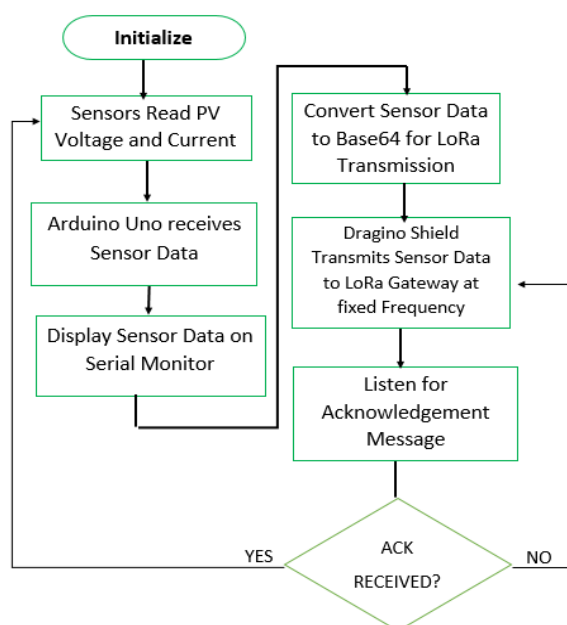 Initialize
Sensors Read PV
Voltage and Current
Arduino Uno receives
Sensor Data
Display Sensor Data on
Serial Monitor
Convert Sensor Data
to Base64 for LoRa
Transmission
Dragino Shield
Transmits Sensor Data
to LoRa Gateway at
fixed Frequency
Listen for
Acknowledgement
Message
YES
ACK
RECEIVED?
NO